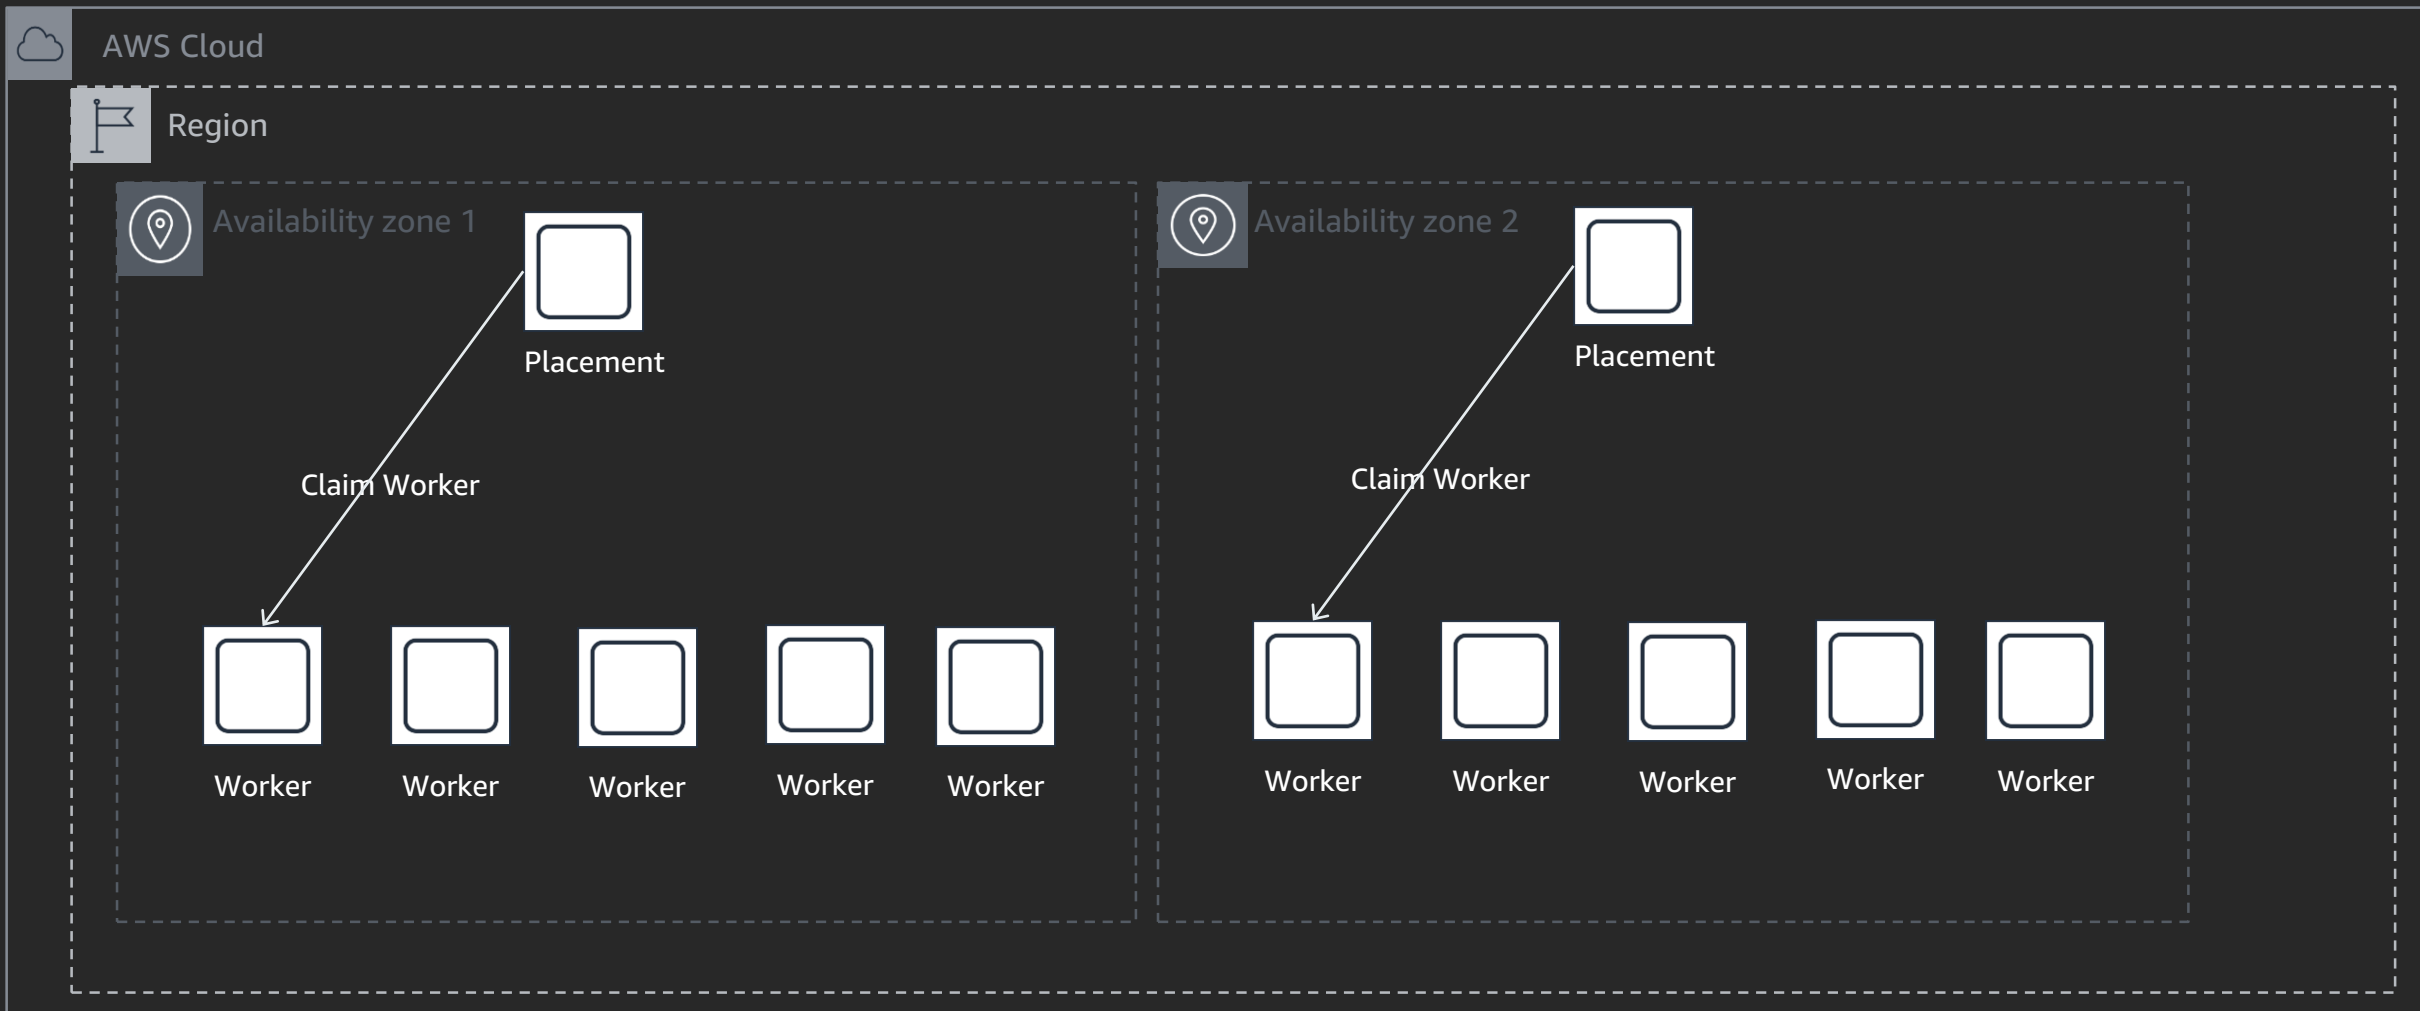 AWS Cloud
Region
Availability zone 1
Placement
Claim Worker
Worker
Worker
Worker
Worker
Worker
Availability zone 2
Placement
Claim Worker
Worker
Worker
Worker
Worker
Worker